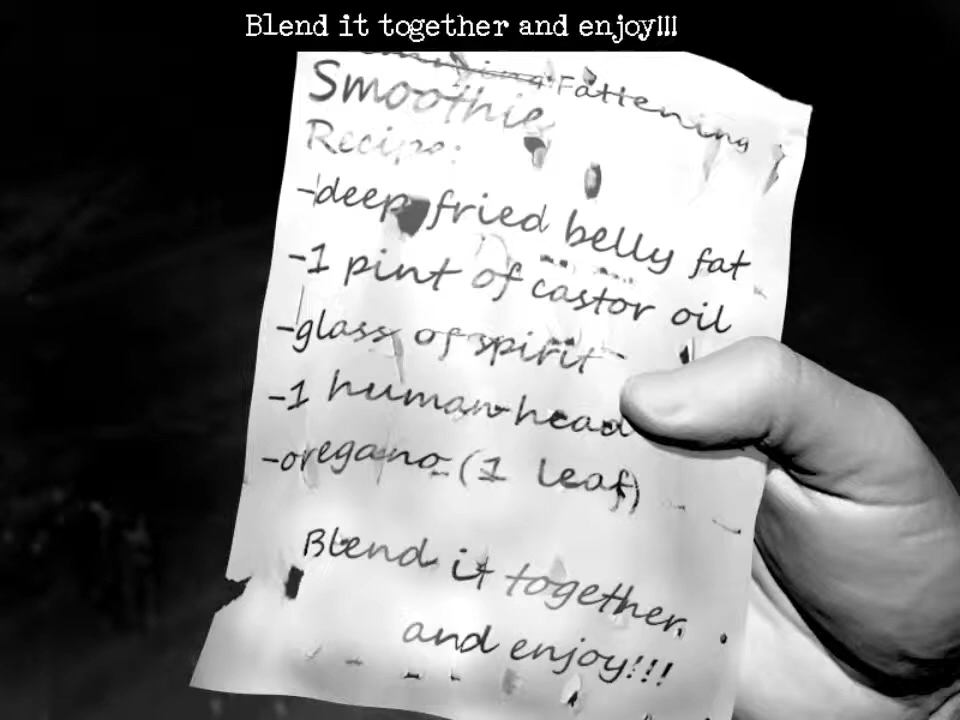 Blend it together and enjoy!!!
Fattening
Smoothie
Recipe:
-deep fried belly fat
-1 pint of castor oil
-glass of spirit
-1 human head
-oregano (1 leaf)
Blend it together
and enjoy!!!